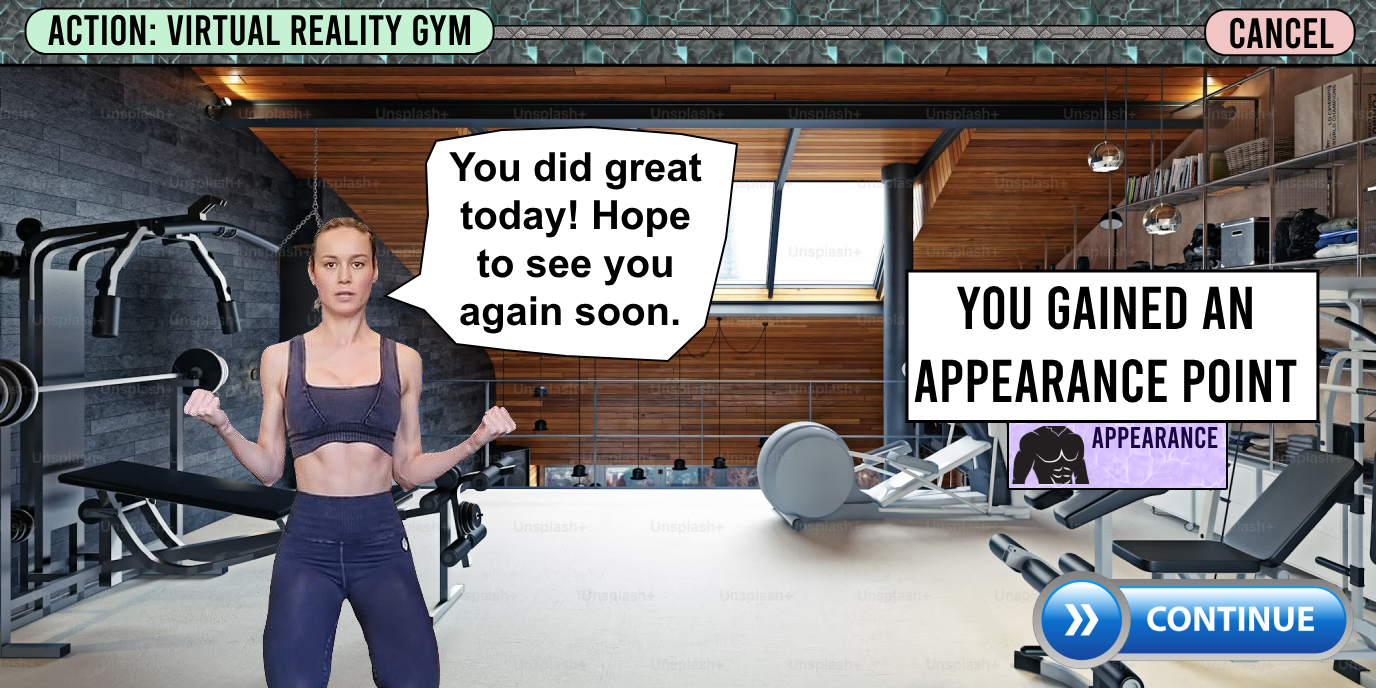 ACTION: VIRTUAL REALITY GYM
CANCEL
You did great
today! Hope
to see you
again soon.
YOU GAINED AN
APPEARANCE POINT
APPEARANCE
CONTINUE
Unsplash+